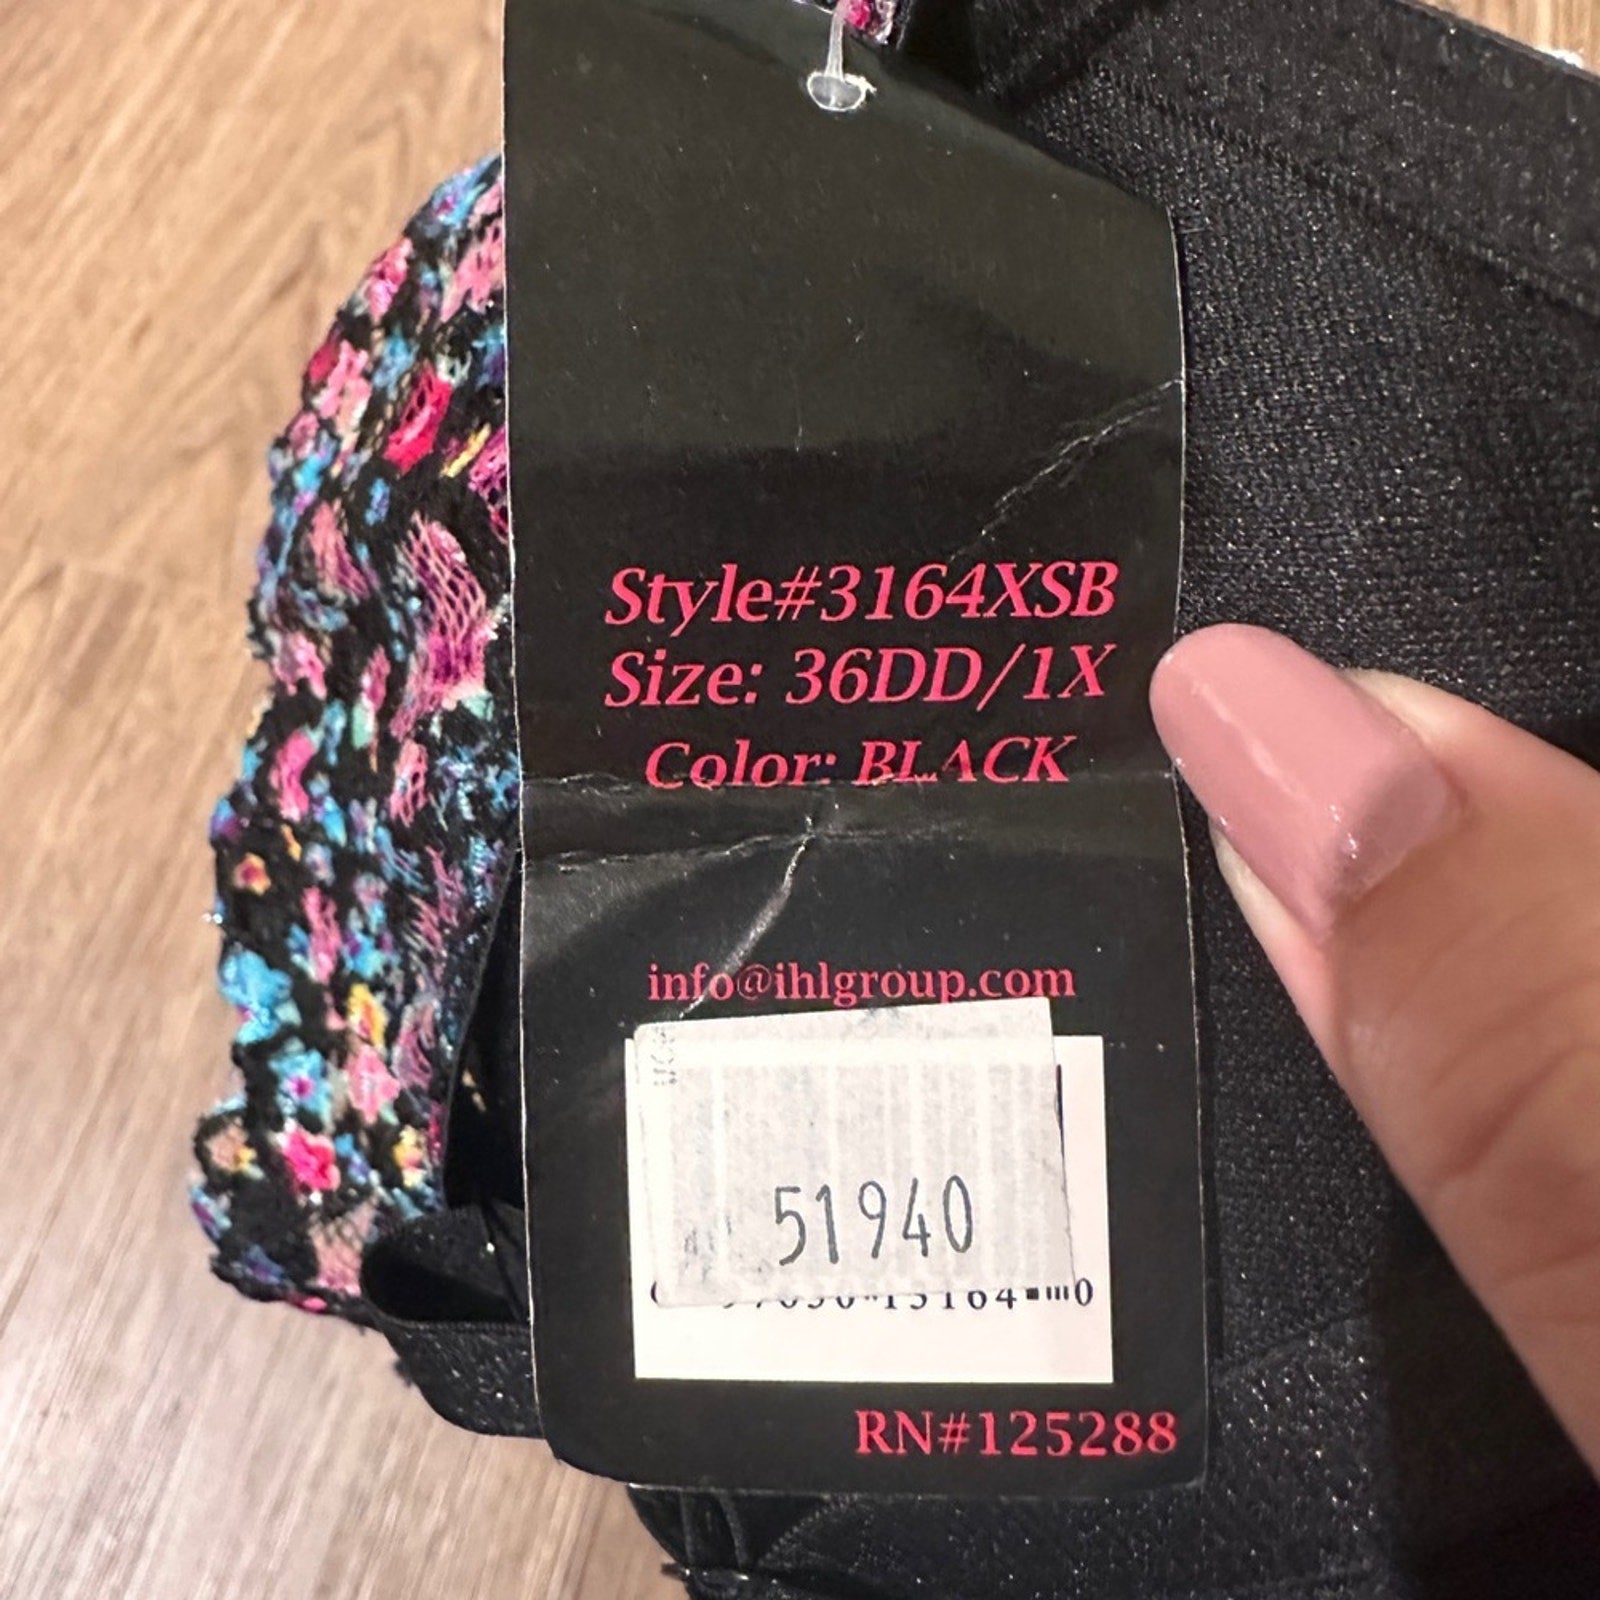 Style#3164XSB
Size: 36DD/1X
Color: BLACK
info@ihlgroup.com
51940
RN#125288